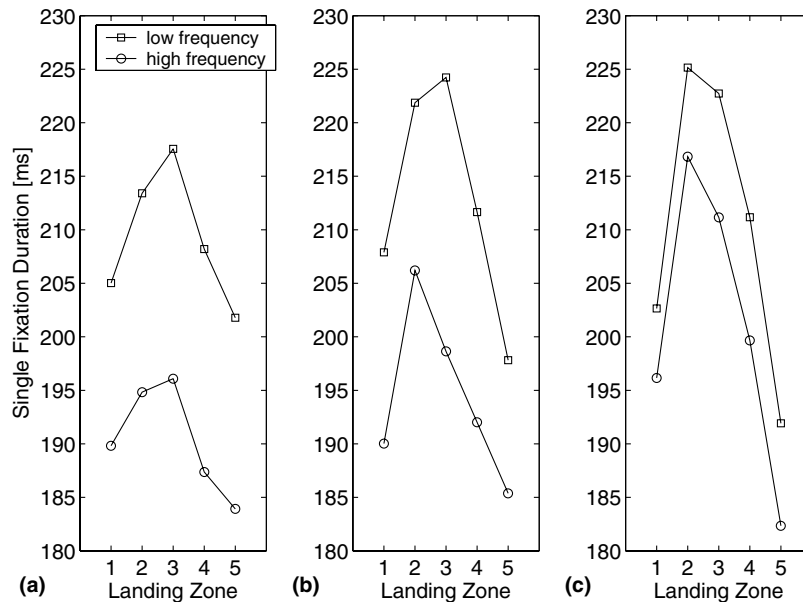 Single Fixation Duration [ms]
low frequency
high frequency
230
225
220
215
210
205
200
195
190
185
180
1 2 3 4 5
Landing Zone
(a)
230
225
220
215
210
205
200
195
190
185
180
1 2 3 4 5
Landing Zone
(b)
230
225
220
215
210
205
200
195
190
185
180
1 2 3 4 5
Landing Zone
(c)